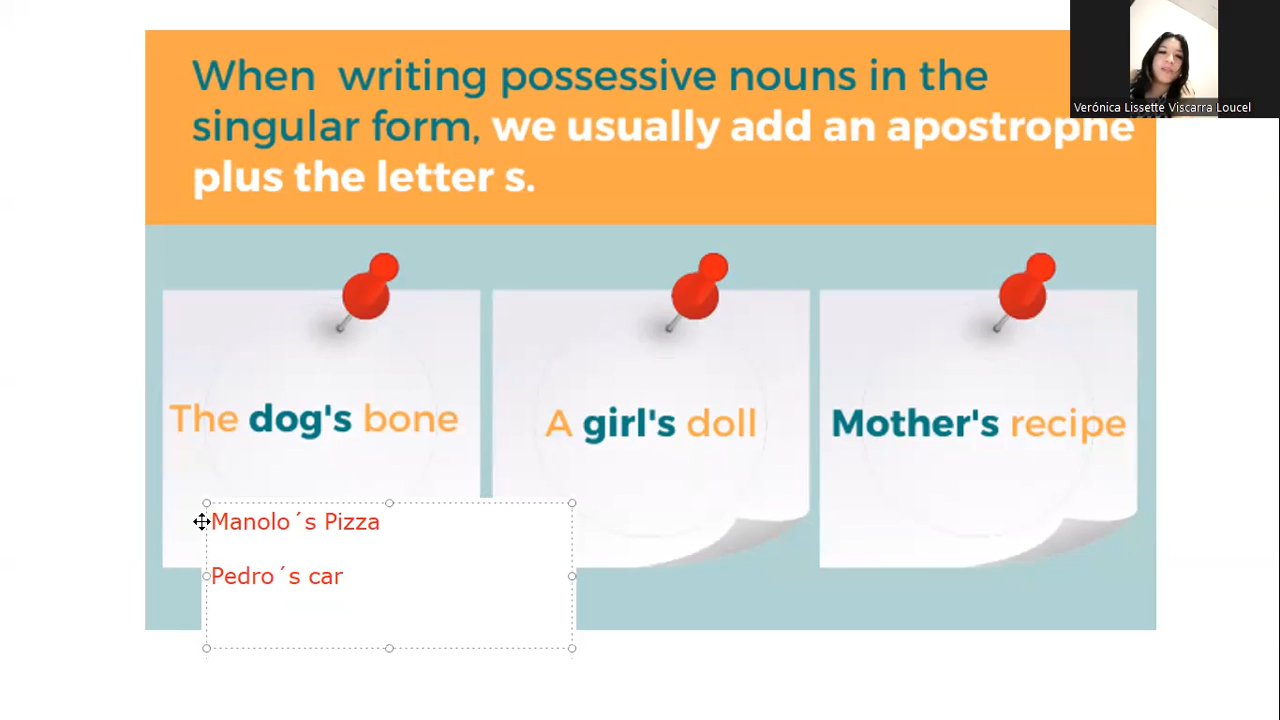 When writing possessive nouns in the
singular form, we usually add an apostrophe
plus the letter s.
Verónica Lissette Viscarra Loucel
The dog's bone
A girl's doll
Mother's recipe
Manolo´s Pizza
Pedro´s car